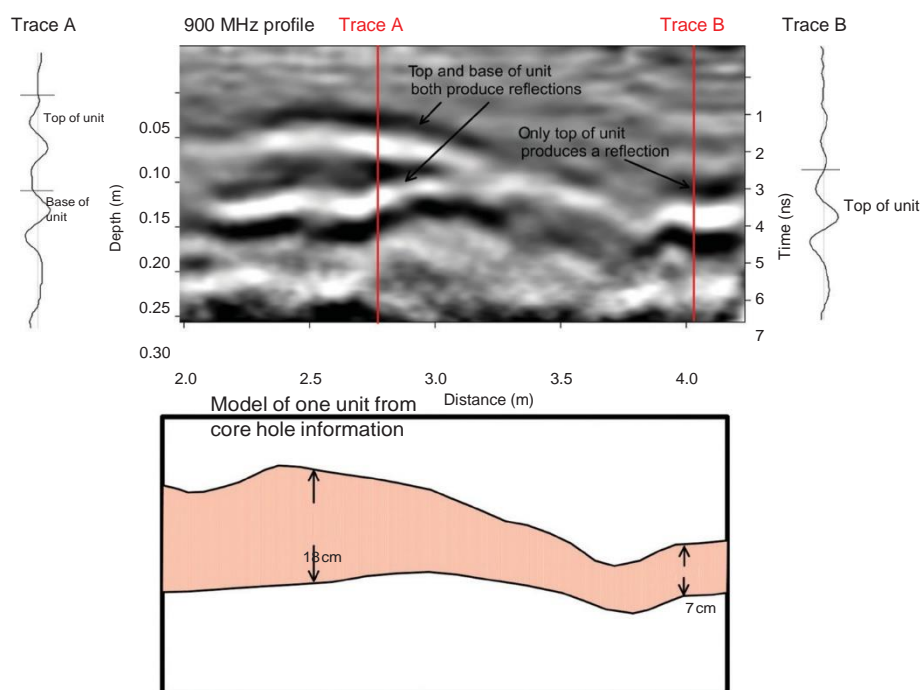 Trace A
900 MHz profile
Trace A
Trace B
Trace B
Top of unit
Base of
unit
Depth (m)
0.05
0.10
0.15
0.20
0.25
0.30
Top and base of unit
both produce reflections
Only top of unit
produces a reflection
1
2
3
4
5
6
7
Time (ns)
Top of unit
2.0
2.5
3.0
3.5
4.0
Distance (m)
Model of one unit from
core hole information
18 cm
7 cm